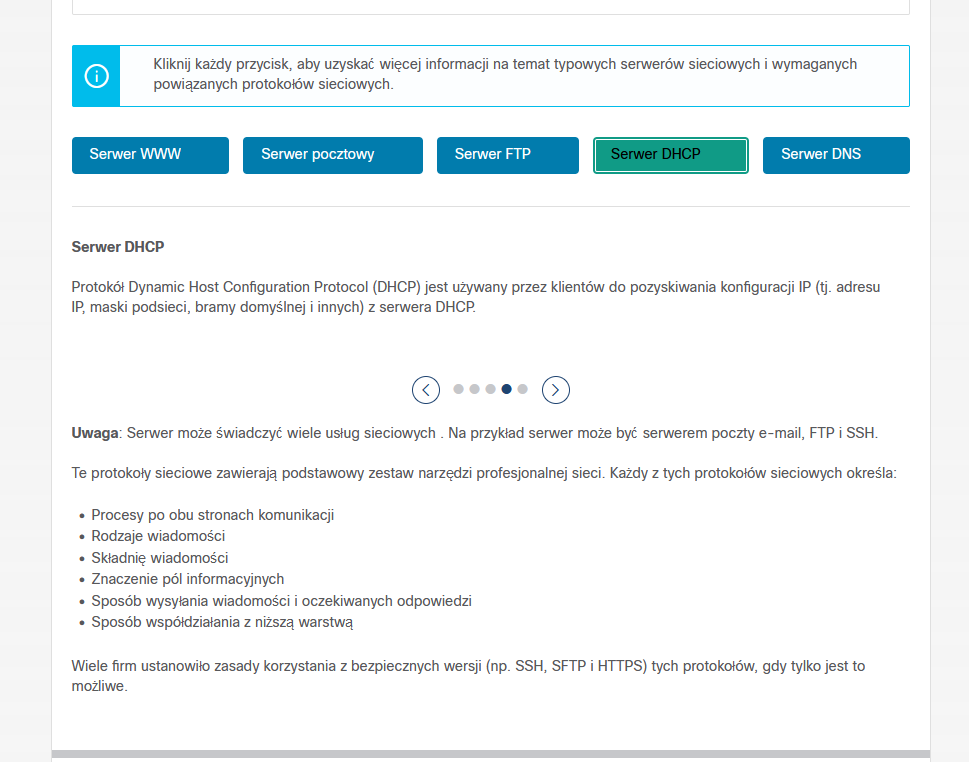 Kliknij każdy przycisk, aby uzyskać więcej informacji na temat typowych serwerów sieciowych i wymaganych
powiązanych protokołów sieciowych.
Serwer WWW
Serwer pocztowy
Serwer FTP
Serwer DHCP
Serwer DNS
Serwer DHCP
Protokół Dynamic Host Configuration Protocol (DHCP) jest używany przez klientów do pozyskiwania konfiguracji IP (tj. adresu
IP, maski podsieci, bramy domyślnej i innych) z serwera DHCP.
Uwaga: Serwer może świadczyć wiele usług sieciowych . Na przykład serwer może być serwerem poczty e-mail, FTP i SSH.
Te protokoły sieciowe zawierają podstawowy zestaw narzędzi profesjonalnej sieci. Każdy z tych protokołów sieciowych określa:
• Procesy po obu stronach komunikacji
• Rodzaje wiadomości
• Składnię wiadomości
• Znaczenie pól informacyjnych
• Sposób wysyłania wiadomości i oczekiwanych odpowiedzi
• Sposób współdziałania z niższą warstwą
Wiele firm ustanowiło zasady korzystania z bezpiecznych wersji (np. SSH, SFTP i HTTPS) tych protokołów, gdy tylko jest to
możliwe.